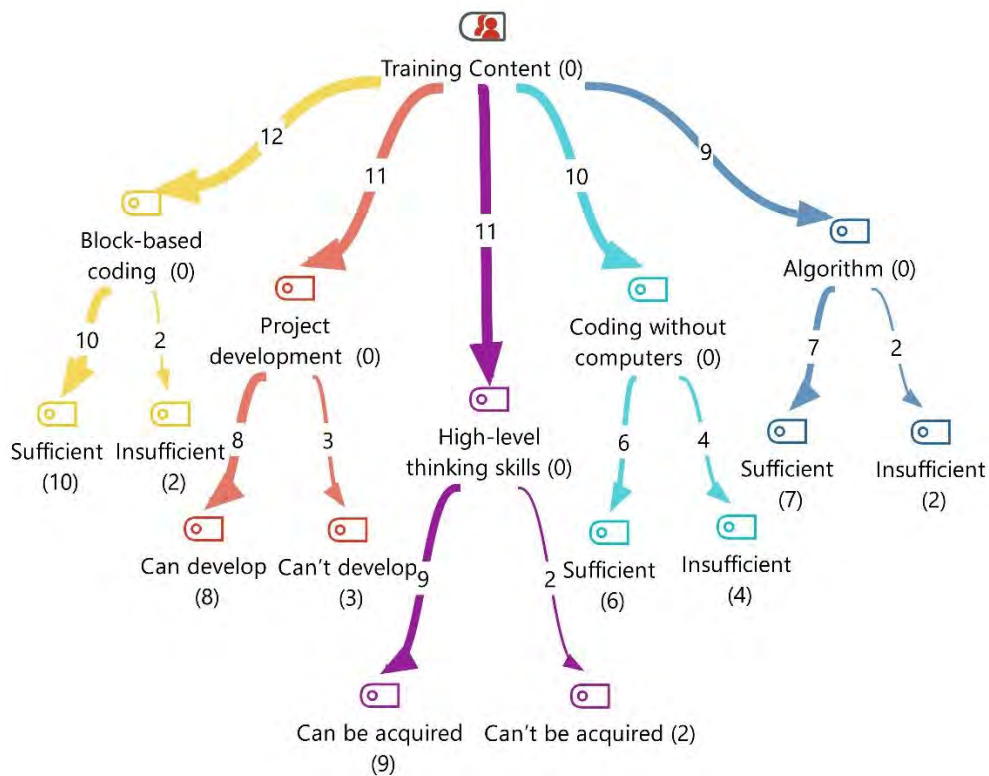 Training Content (0)
12
11
11
10
9
Block-based
coding (0)
Algorithm (0)
Project
development (0)
Coding without
computers (0)
10
2
7
2
8
3
High-level
thinking skills (0)
6
4
Sufficient
(10)
Insufficient
(2)
Sufficient
(7)
Insufficient
(2)
Can develop
(8)
Can't develop
(3)
9
2
Sufficient
(6)
Insufficient
(4)
Can be acquired
(9)
Can't be acquired (2)